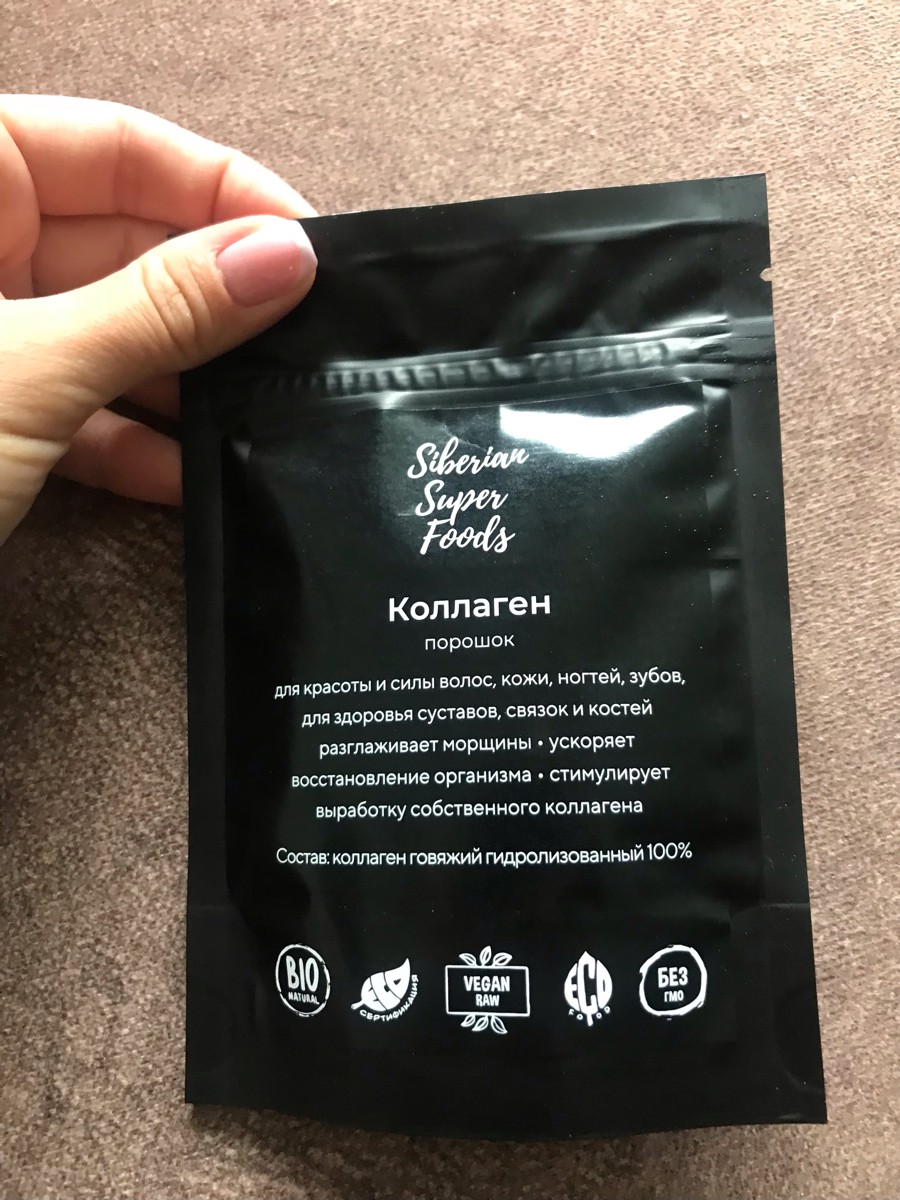 Siberian
Super
Foods
Коллаген
порошок
для красоты и силы волос, кожи, ногтей, зубов,
для здоровья суставов, связок и костей
разглаживает морщины • ускоряет
восстановление организма • стимулирует
выработку собственного коллагена
Состав: коллаген говяжий гидролизованный 100%
BIO
NATURAL
ECO
СЕРТИФИКАЦИЯ
VEGAN
RAW
ECO
FOOD
БЕЗ
ГМО